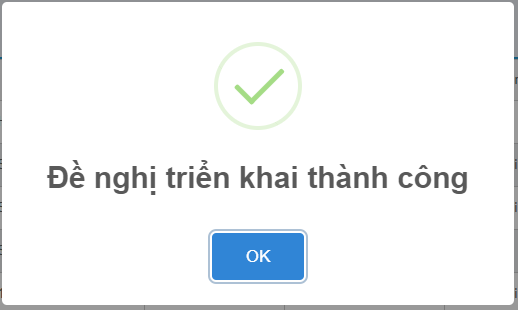 Đề nghị triển khai thành công
OK